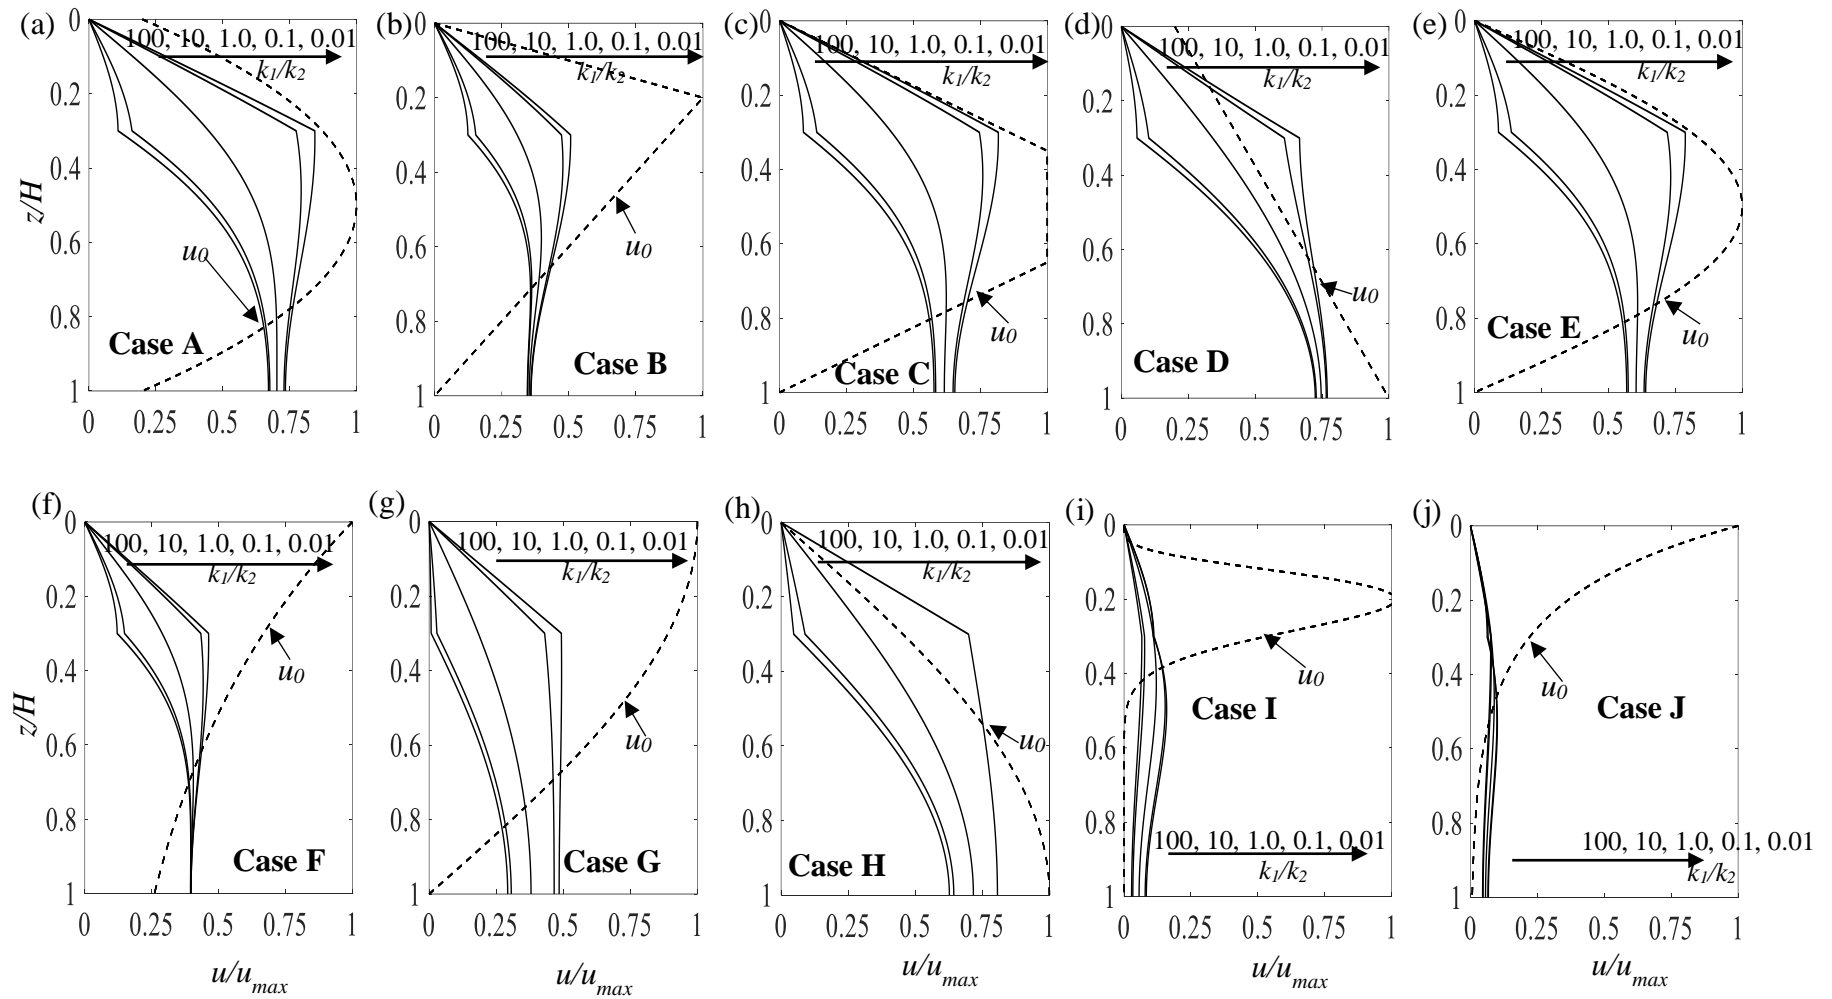 (a)
0
0.2
0.4
0.6
0.8
1
z/H
100, 10, 1.0, 0.1, 0.01
k1/k2
u0
Case A
0 0.25 0.5 0.75 1
(b)
0
0.2
0.4
0.6
0.8
1
100, 10, 1.0, 0.1, 0.01
k1/k2
u0
Case B
0 0.25 0.5 0.75 1
(c)
0
0.2
0.4
0.6
0.8
1
100, 10, 1.0, 0.1, 0.01
k1/k2
u0
Case C
0 0.25 0.5 0.75 1
(d)
0
0.2
0.4
0.6
0.8
1
100, 10, 1.0, 0.1, 0.01
k1/k2
u0
Case D
0 0.25 0.5 0.75 1
(e)
0
0.2
0.4
0.6
0.8
1
100, 10, 1.0, 0.1, 0.01
k1/k2
u0
Case E
0 0.25 0.5 0.75 1
(f)
0
0.2
0.4
0.6
0.8
1
z/H
100, 10, 1.0, 0.1, 0.01
k1/k2
u0
Case F
0 0.25 0.5 0.75 1
u/umax
(g)
0
0.2
0.4
0.6
0.8
1
100, 10, 1.0, 0.1, 0.01
k1/k2
u0
Case G
0 0.25 0.5 0.75 1
u/umax
(h)
0
0.2
0.4
0.6
0.8
1
100, 10, 1.0, 0.1, 0.01
k1/k2
u0
Case H
0 0.25 0.5 0.75 1
u/umax
(i)
0
0.2
0.4
0.6
0.8
1
u0
Case I
100, 10, 1.0, 0.1, 0.01
k1/k2
0 0.25 0.5 0.75 1
u/umax
(j)
0
0.2
0.4
0.6
0.8
1
u0
Case J
100, 10, 1.0, 0.1, 0.01
k1/k2
0 0.25 0.5 0.75 1
u/umax